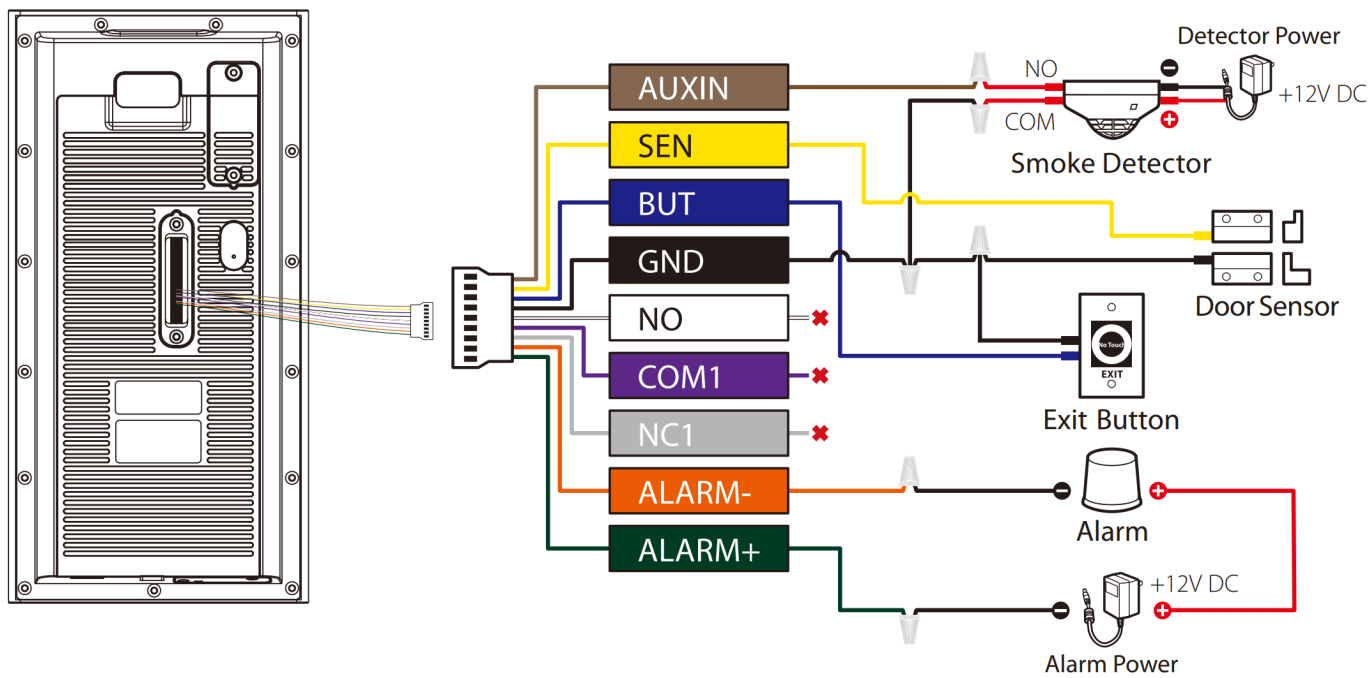 Detector Power
+12V DC
NO
COM
Smoke Detector
AUXIN
SEN
BUT
GND
NO
COM1
NC1
ALARM-
ALARM+
Door Sensor
No Touch
EXIT
Exit Button
Alarm
+12V DC
Alarm Power